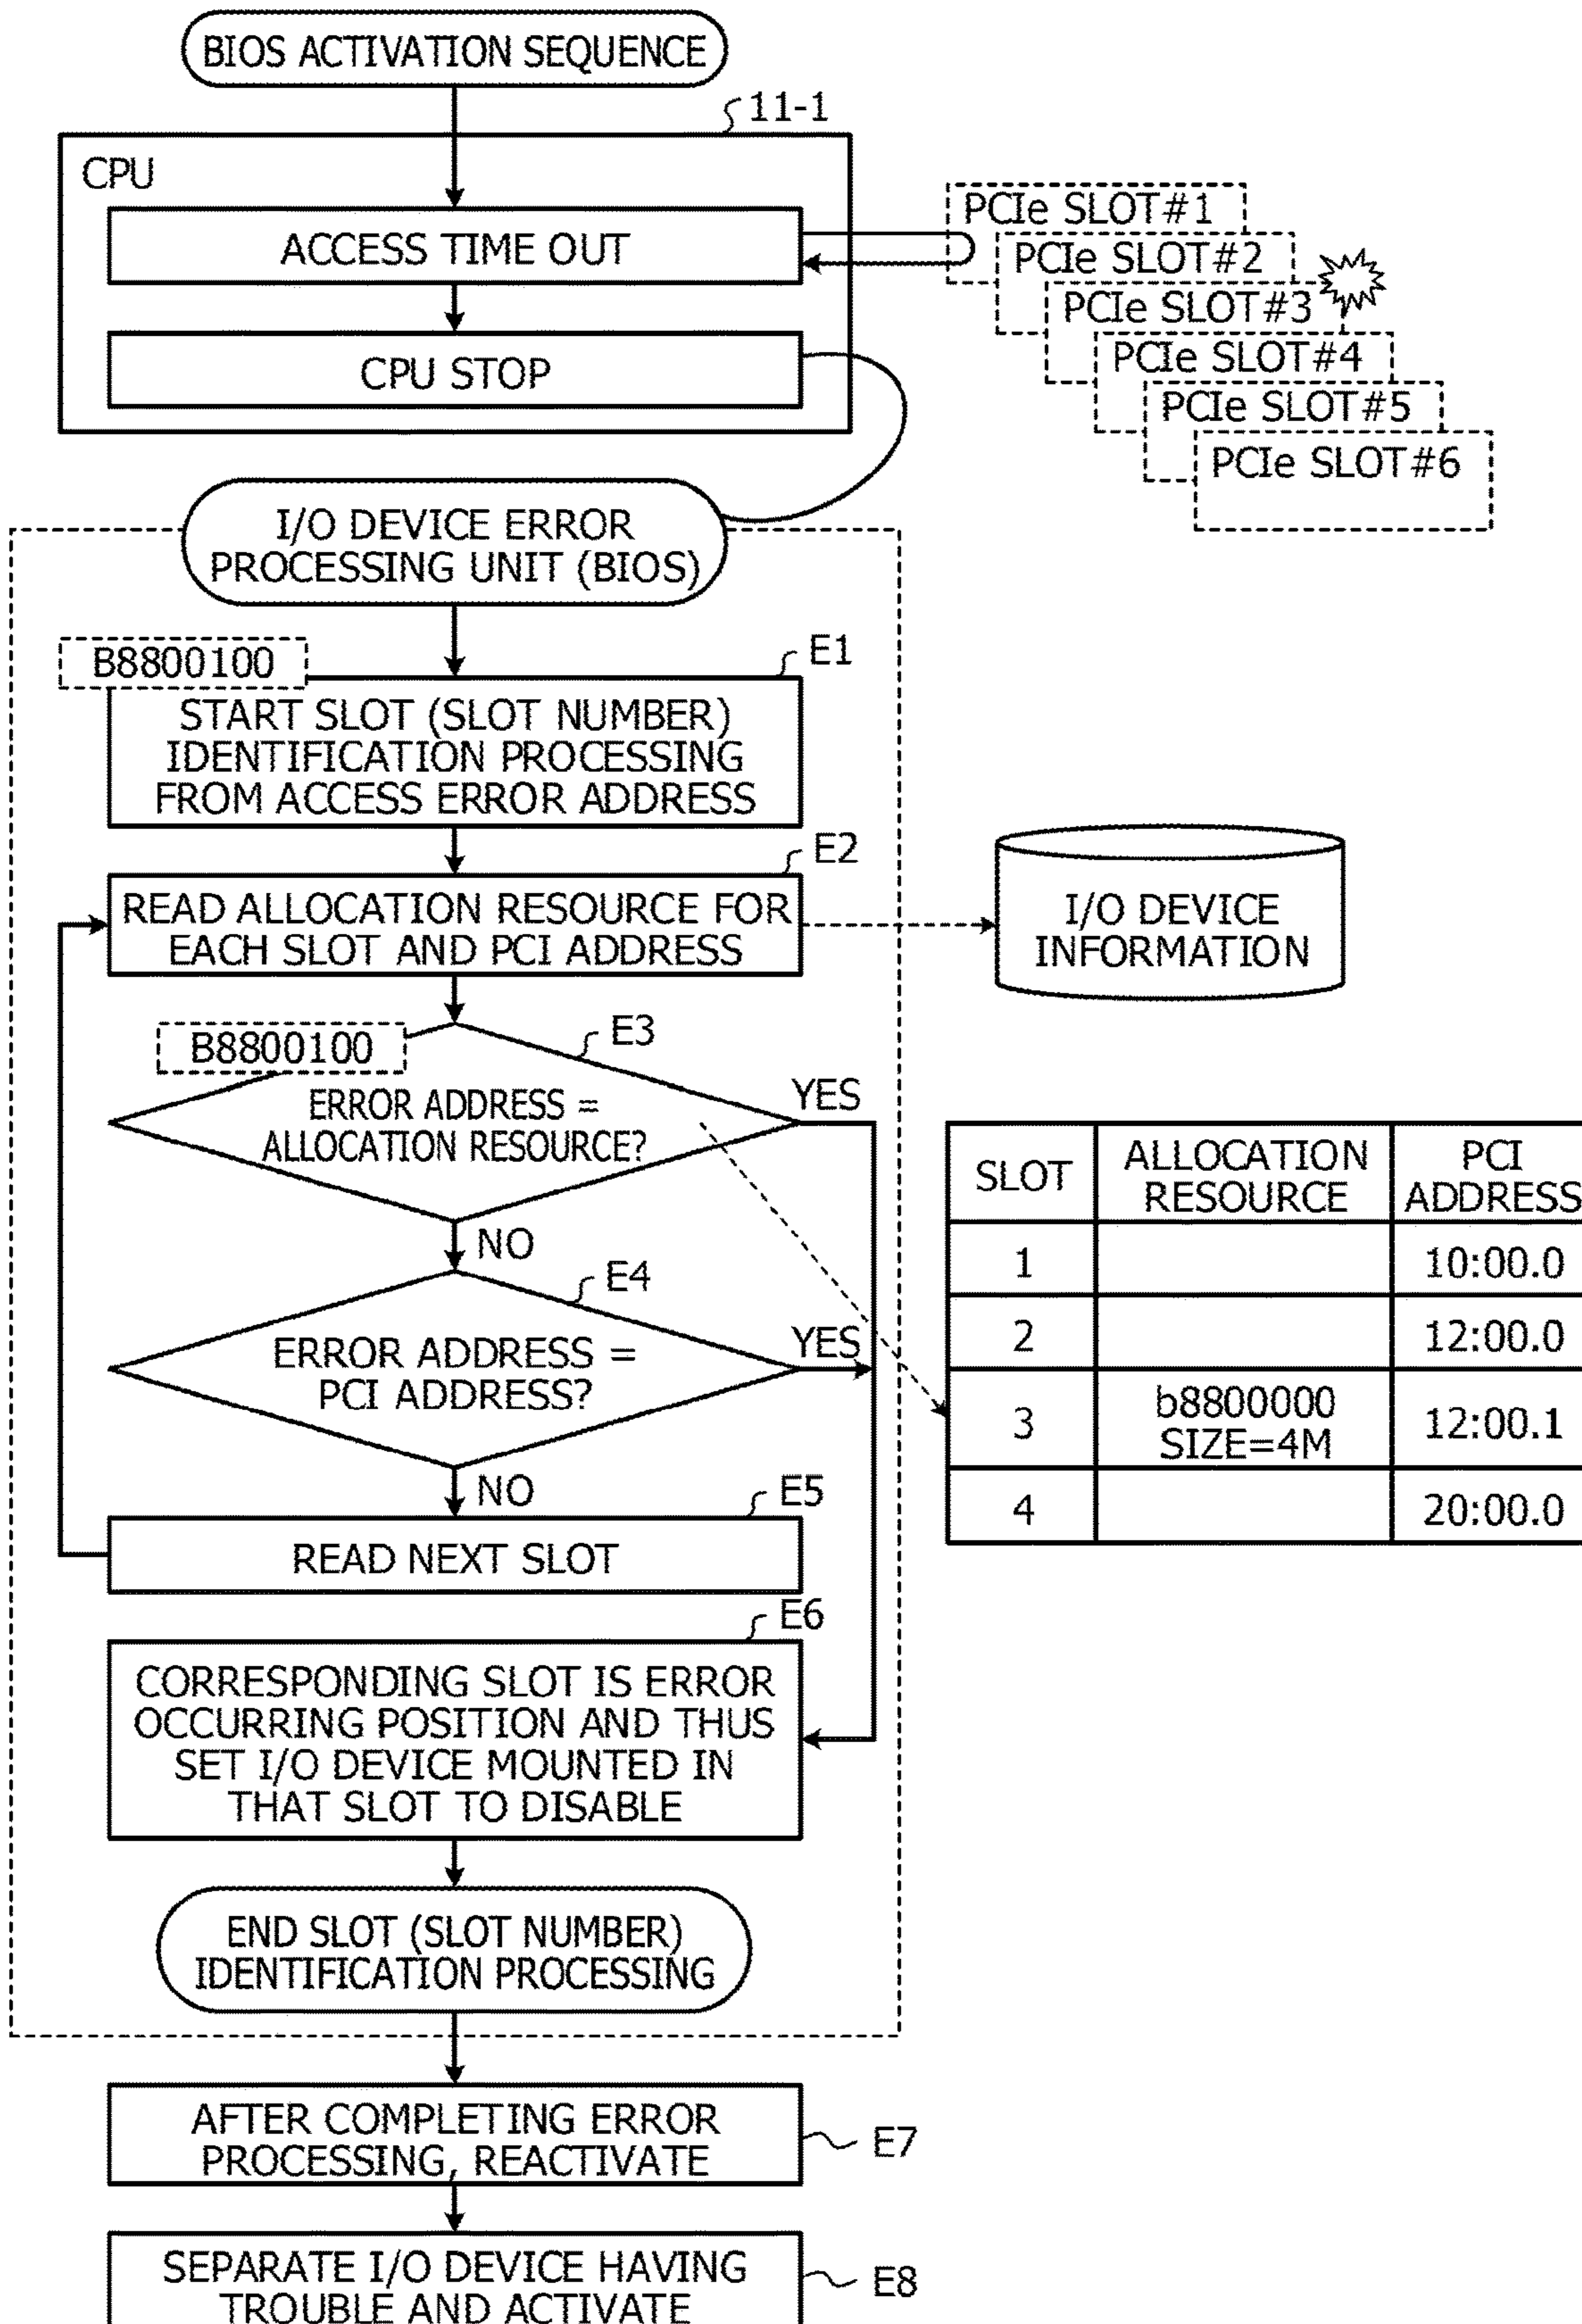 BIOS ACTIVATION SEQUENCE
11-1
CPU
ACCESS TIME OUT
CPU STOP
PCIe SLOT#1
PCIe SLOT#2
PCIe SLOT#3
PCIe SLOT#4
PCIe SLOT#5
PCIe SLOT#6
I/O DEVICE ERROR
PROCESSING UNIT (BIOS)
B8800100
E1
START SLOT (SLOT NUMBER)
IDENTIFICATION PROCESSING
FROM ACCESS ERROR ADDRESS
E2
READ ALLOCATION RESOURCE FOR
EACH SLOT AND PCI ADDRESS
I/O DEVICE
INFORMATION
B8800100
E3
ERROR ADDRESS =
ALLOCATION RESOURCE?
YES
NO
E4
ERROR ADDRESS =
PCI ADDRESS?
YES
NO
E5
READ NEXT SLOT
SLOT
ALLOCATION
RESOURCE
PCI
ADDRESS
1
10:00.0
2
12:00.0
3
b8800000
SIZE=4M
12:00.1
4
20:00.0
E6
CORRESPONDING SLOT IS ERROR
OCCURRING POSITION AND THUS
SET I/O DEVICE MOUNTED IN
THAT SLOT TO DISABLE
END SLOT (SLOT NUMBER)
IDENTIFICATION PROCESSING
AFTER COMPLETING ERROR
PROCESSING, REACTIVATE
E7
SEPARATE I/O DEVICE HAVING
TROUBLE AND ACTIVATE
E8